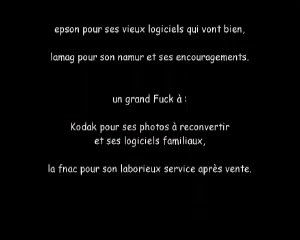 epson pour ses vieux logiciels qui vont bien,
lamag pour son namur et ses encouragements.
un grand Fuck à :
Kodak pour ses photos à reconvertir
et ses logiciels familiaux,
la fnac pour son laborieux service après vente.